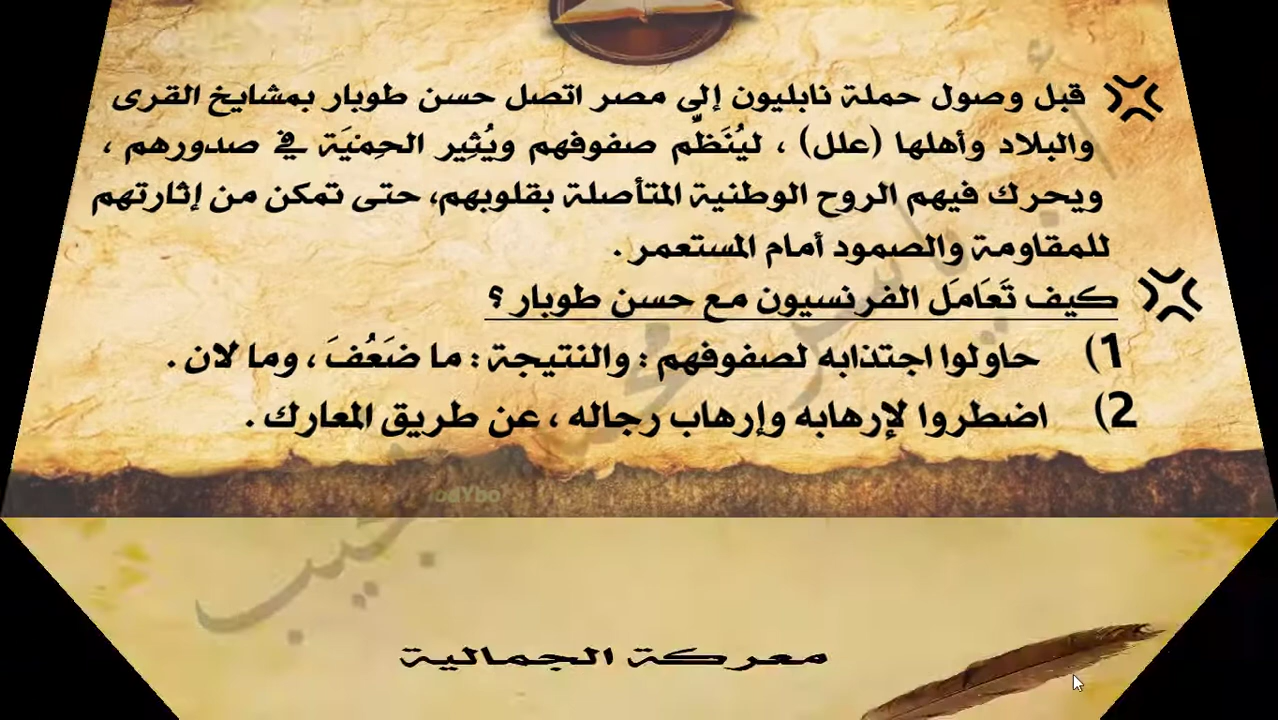 قبل وصول حملة نابليون إلى مصر اتصل حسن طوبار بمشايخ القرى
والبلاد وأهلها (علل) ، ليُنَظِّم صفوفهم ويُثِير الحمِيَة في صدورهم ،
ويحرك فيهم الروح الوطنية المتأصلة بقلوبهم، حتى تمكن من إثارتهم
للمقاومة والصمود أمام المستعمر .
كيف تَعَامَل الفرنسيون مع حسن طوبار ؟
1) حاولوا اجتذابه لصفوفهم : والنتيجة : ما ضَعُفَ ، وما لان .
2) اضطروا لإرهابه وإرهاب رجاله ، عن طريق المعارك .
معركة الجمالية